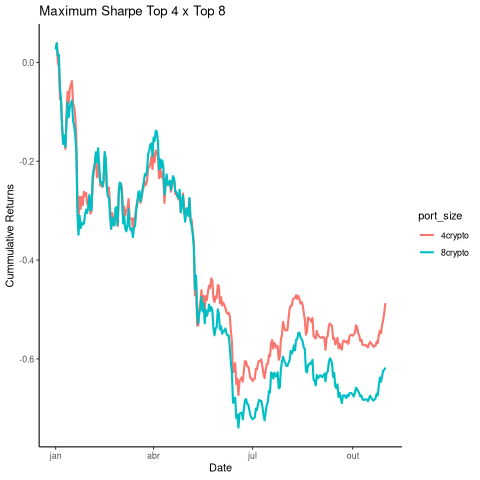 Maximum Sharpe Top 4 x Top 8
Cummulative Returns
0.0
-0.2
-0.4
-0.6
jan
abr
jul
out
Date
port_size
4crypto
8crypto